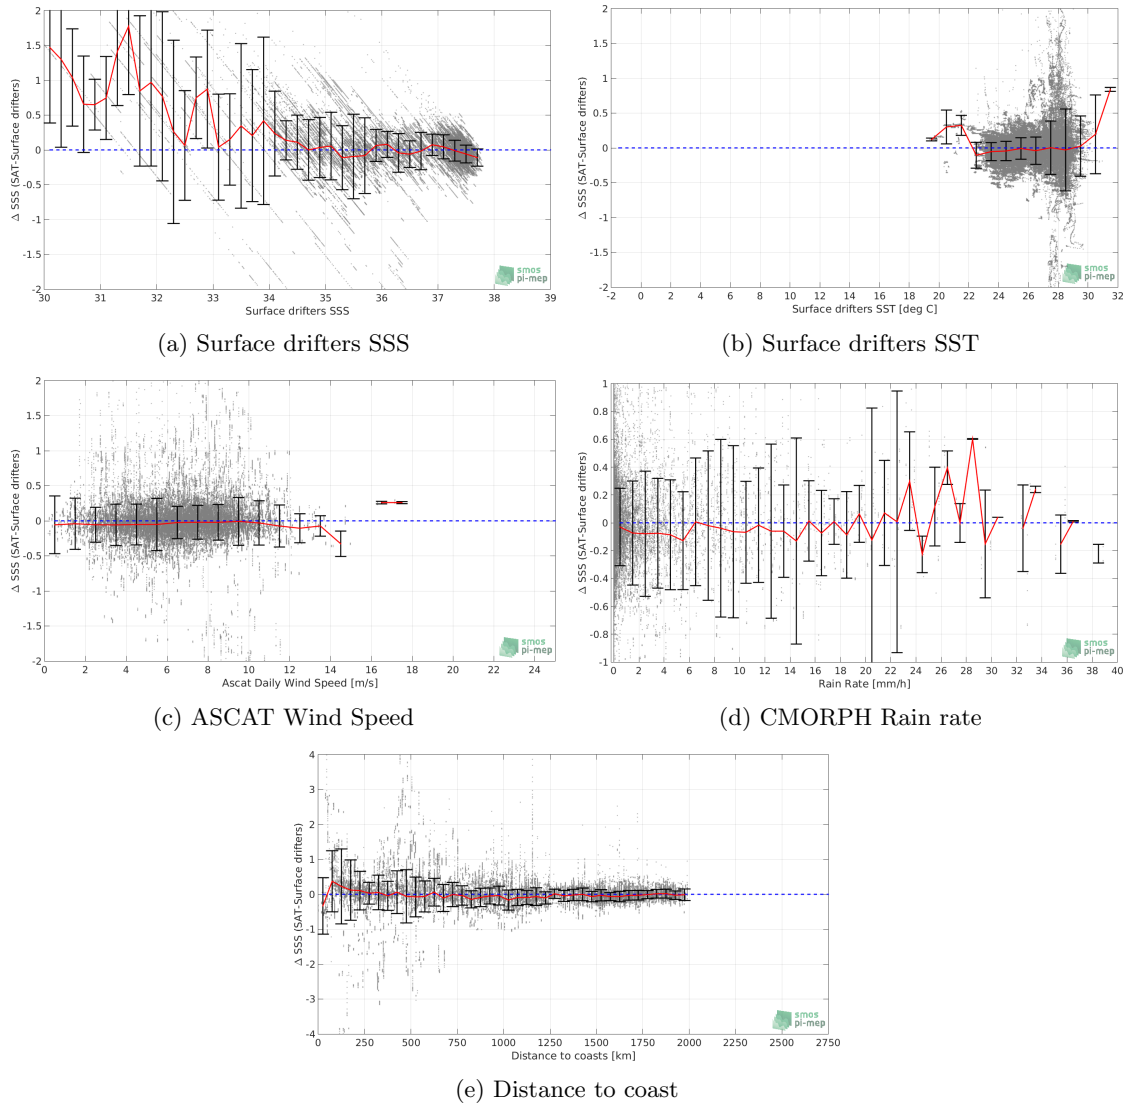 2
1.5
1
0.5
0
-0.5
-1
-1.5
-2
Δ SSS (SAT-Surface drifters)
30 31 32 33 34 35 36 37 38 39
Surface drifters SSS
smos
pi-mep
(a) Surface drifters SSS
2
1.5
1
0.5
0
-0.5
-1
-1.5
-2
Δ SSS (SAT-Surface drifters)
-2 0 2 4 6 8 10 12 14 16 18 20 22 24 26 28 30 32
Surface drifters SST [deg C]
smos
pi-mep
(b) Surface drifters SST
2
1.5
1
0.5
0
-0.5
-1
-1.5
-2
Δ SSS (SAT-Surface drifters)
0 2 4 6 8 10 12 14 16 18 20 22 24
Ascat Daily Wind Speed [m/s]
smos
pi-mep
(c) ASCAT Wind Speed
1
0.8
0.6
0.4
0.2
0
-0.2
-0.4
-0.6
-0.8
-1
Δ SSS (SAT-Surface drifters)
0 2 4 6 8 10 12 14 16 18 20 22 24 26 28 30 32 34 36 38 40
Rain Rate [mm/h]
smos
pi-mep
(d) CMORPH Rain rate
4
3
2
1
0
-1
-2
-3
-4
Δ SSS (SAT-Surface drifters)
0 250 500 750 1000 1250 1500 1750 2000 2250 2500 2750
Distance to coasts [km]
smos
pi-mep
(e) Distance to coast